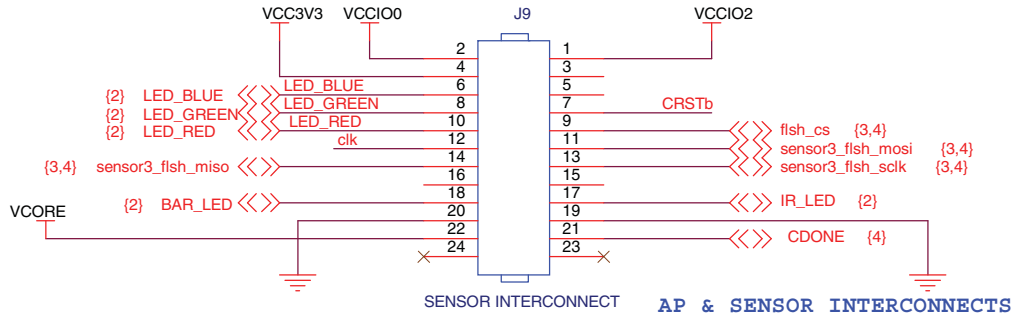 VCC3V3 VCCIO0 J9 VCCIO2
2 1
4 3
{2} LED_BLUE LED_BLUE 6 5
{2} LED_GREEN LED_GREEN 8 7 CRSTb
{2} LED_RED LED_RED 10 9 flsh_cs {3,4}
clk 12 11 sensor3_flsh_mosi {3,4}
{3,4} sensor3_flsh_miso 14 13 sensor3_flsh_sclk {3,4}
16 15
{2} BAR_LED 18 17 IR_LED {2}
VCORE 20 19
22 21 CDONE {4}
24 23
SENSOR INTERCONNECT
AP & SENSOR INTERCONNECTS